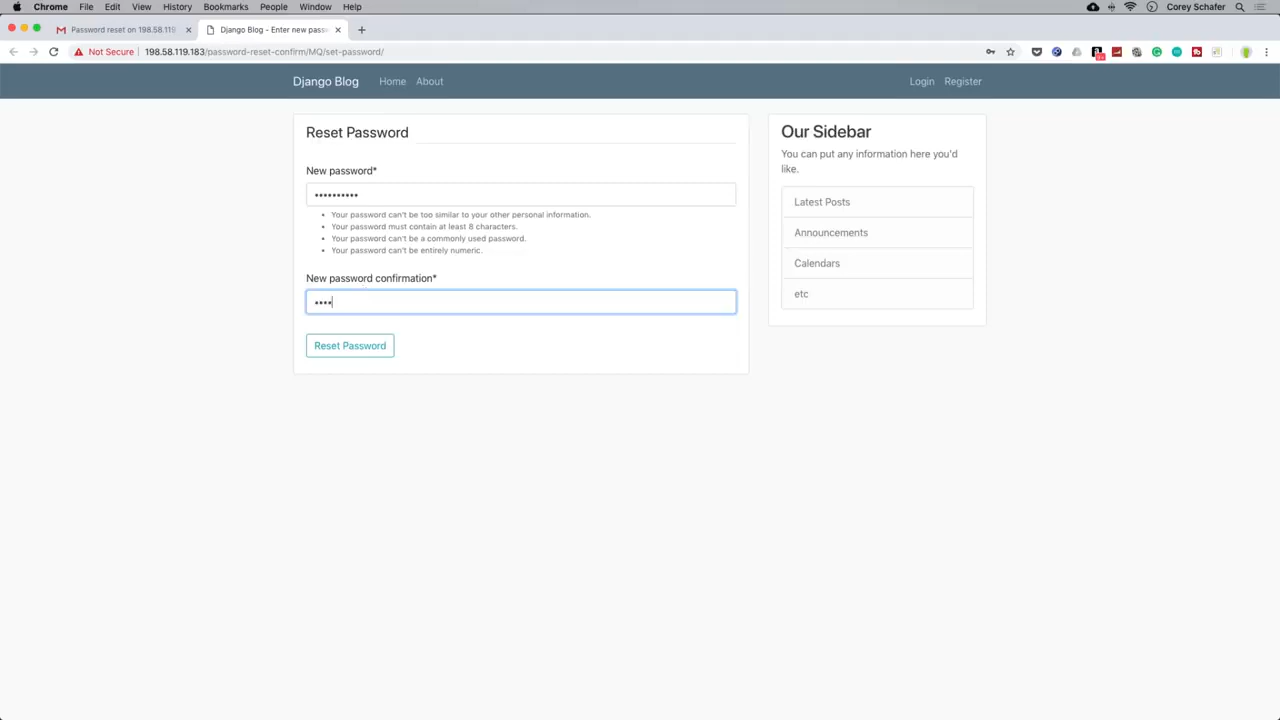 Chrome File Edit View History Bookmarks People Window Help Corey Schafer
Password reset on 198.58.119 Django Blog - Enter new pass
Not Secure 198.58.119.183/password-reset-confirm/MQ/set-password/
Django Blog Home About Login Register
Reset Password
New password*
••••••••••
Your password can't be too similar to your other personal information.
Your password must contain at least 8 characters.
Your password can't be a commonly used password.
Your password can't be entirely numeric.
New password confirmation*
••••
Reset Password
Our Sidebar
You can put any information here you'd
like.
Latest Posts
Announcements
Calendars
etc